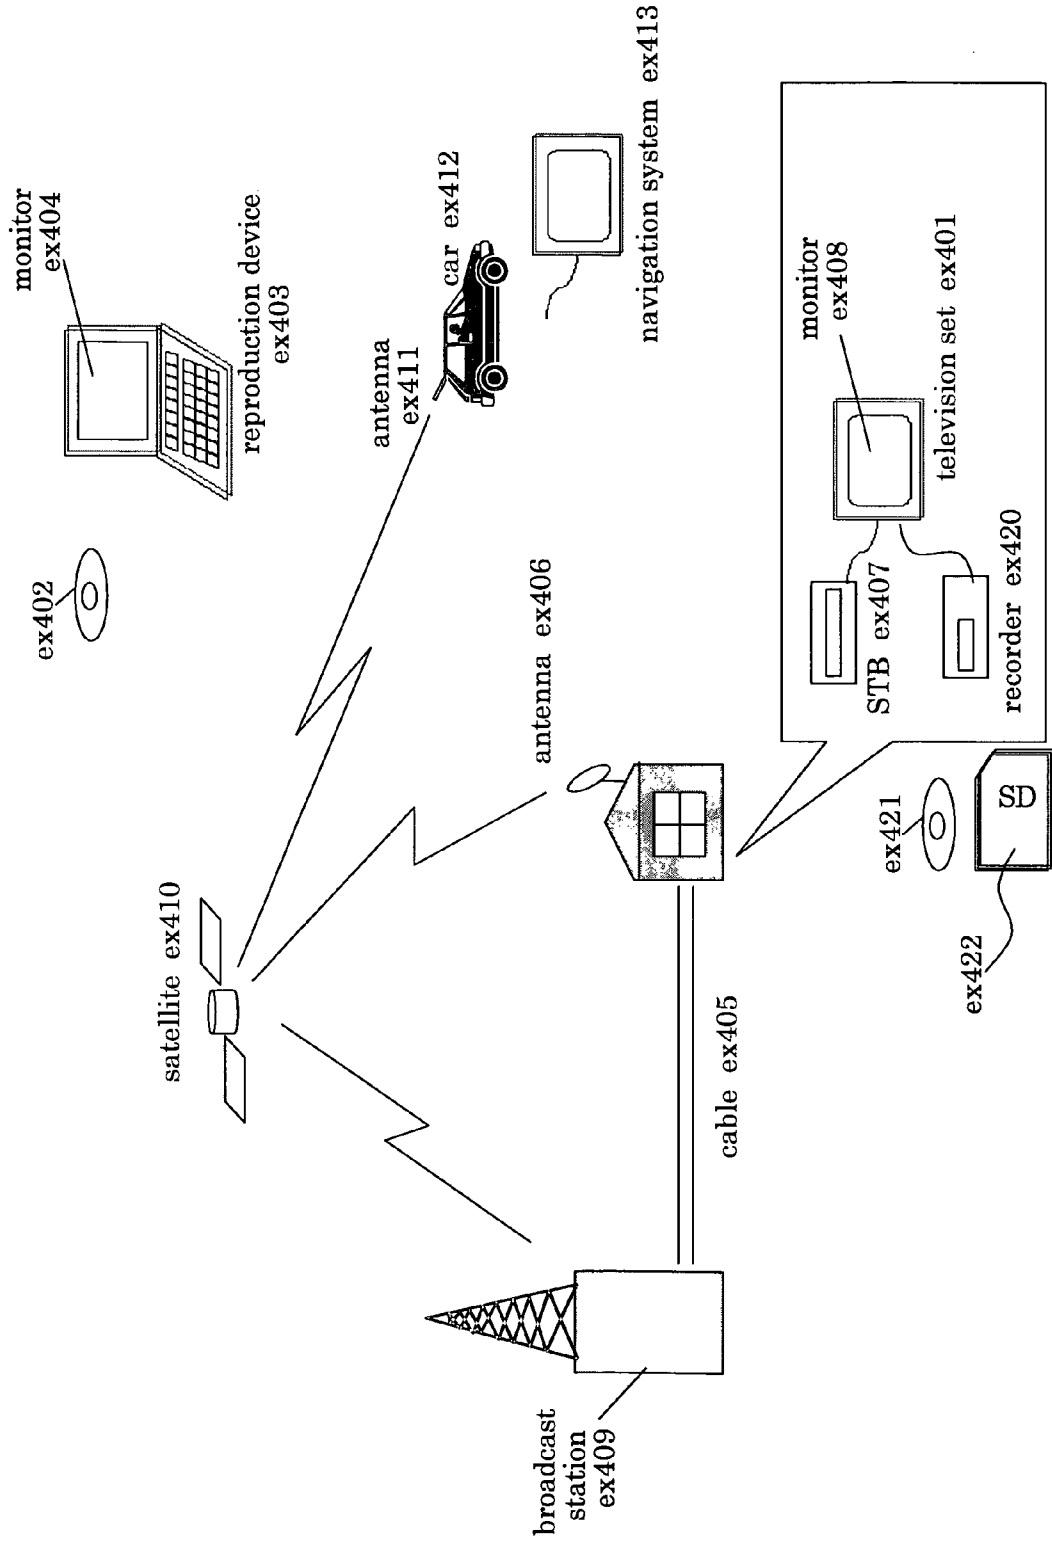 monitor
ex404
reproduction device
ex403
ex402
satellite ex410
antenna
ex411
car ex412
navigation system ex413
antenna ex406
broadcast
station
ex409
cable ex405
monitor
ex408
television set ex401
STB ex407
recorder ex420
ex421
SD
ex422